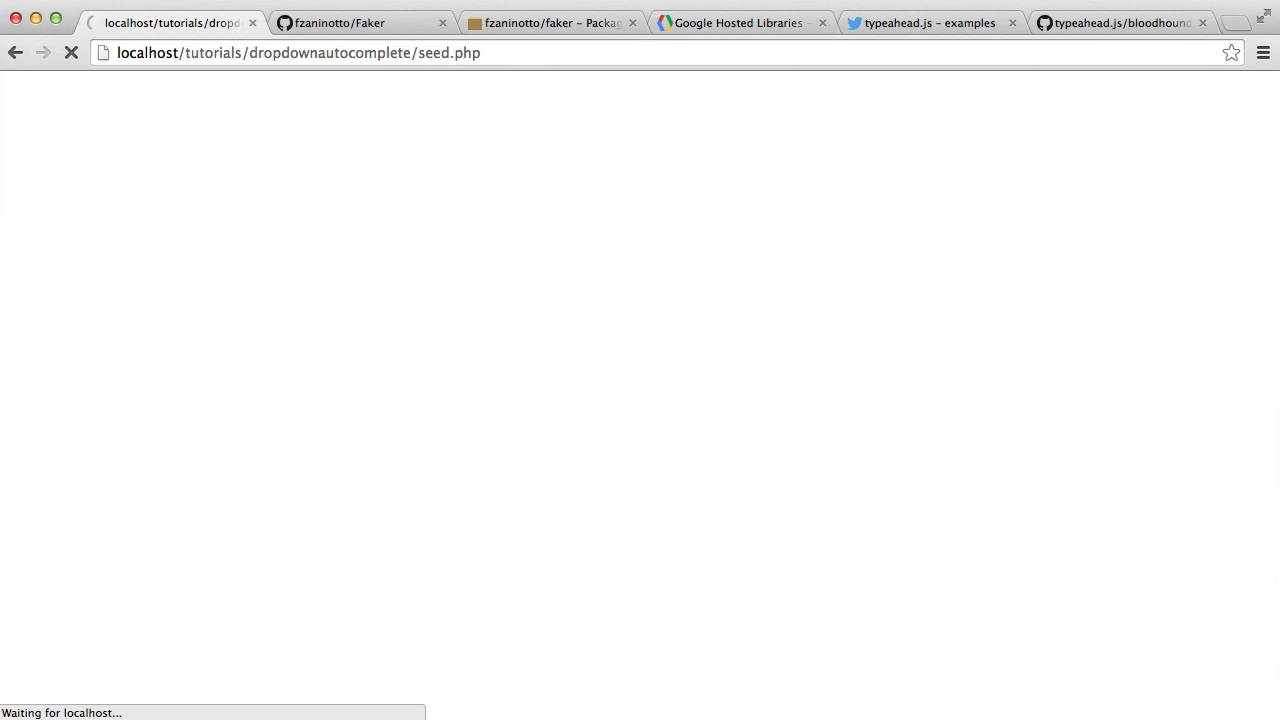 localhost/tutorials/dropd
fzaninotto/Faker
fzaninotto/faker - Packag
Google Hosted Libraries -
typeahead.js - examples
typeahead.js/bloodhound
localhost/tutorials/dropdownautocomplete/seed.php
Waiting for localhost...